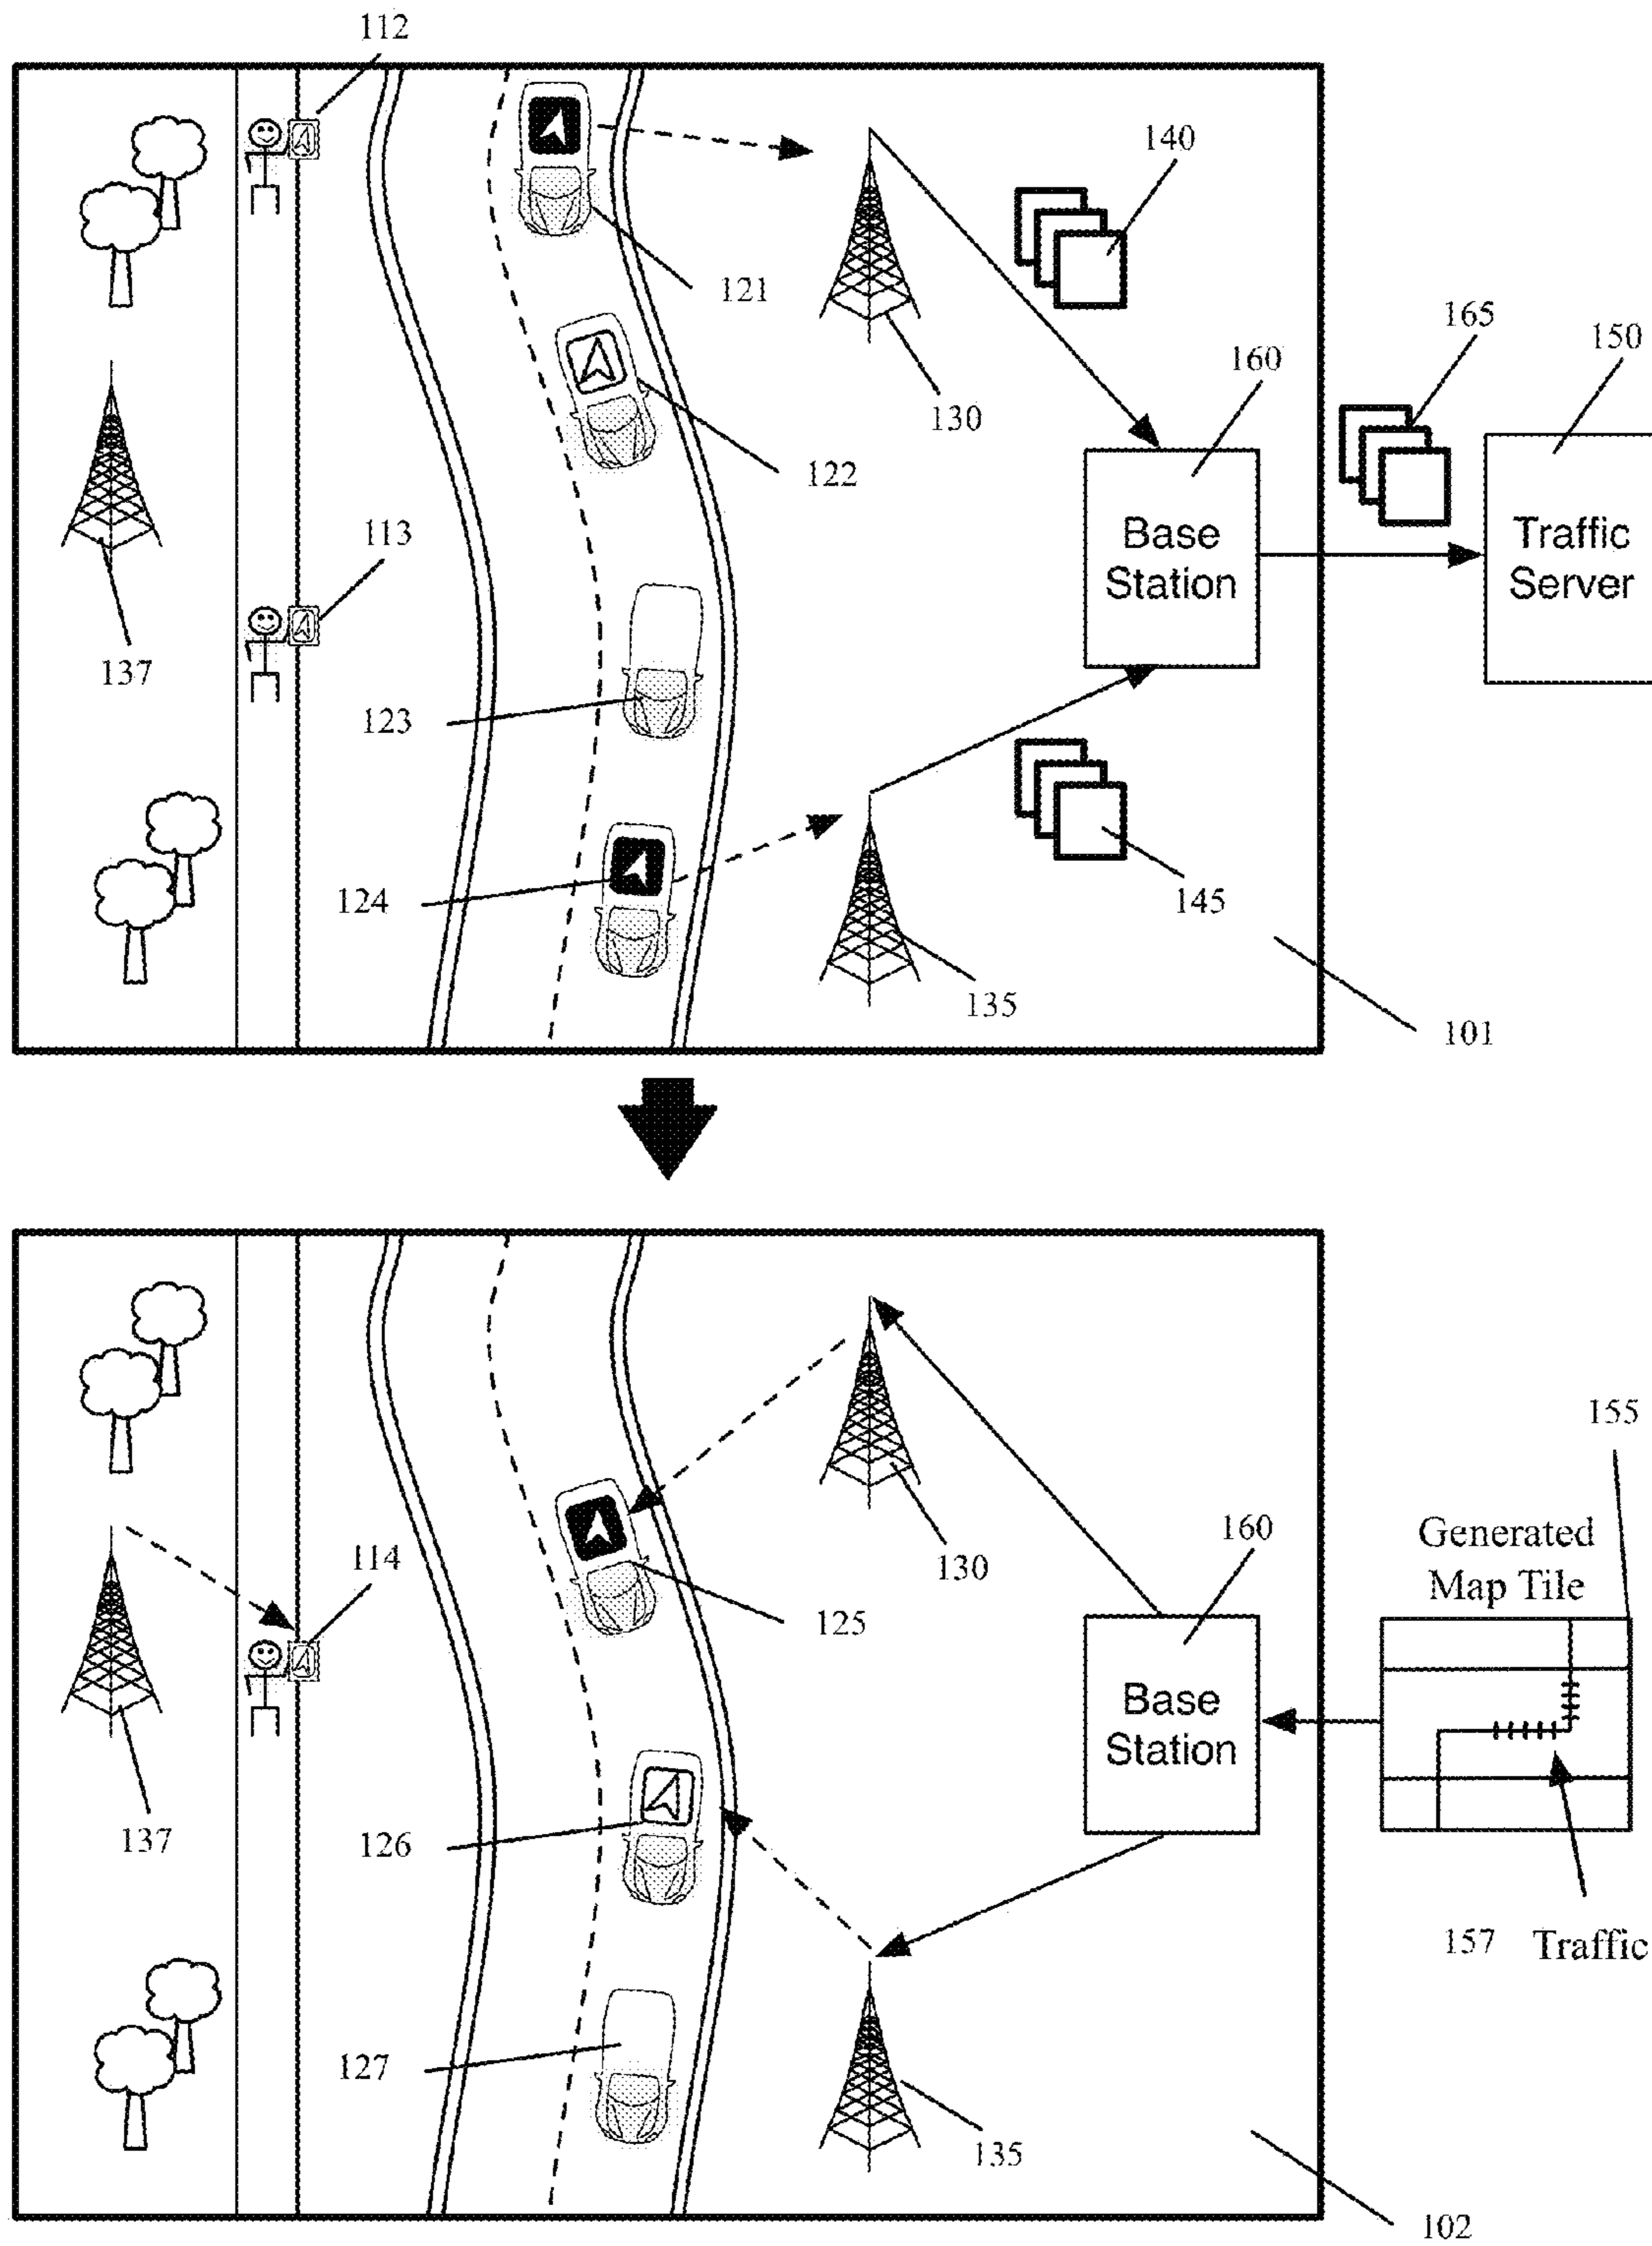 112
140
121
165
150
160
130
122
Base
Station
Traffic
Server
113
137
123
124
145
135
101
155
Generated
Map Tile
160
114
130
125
Base
Station
126
137
157 Traffic
127
135
102